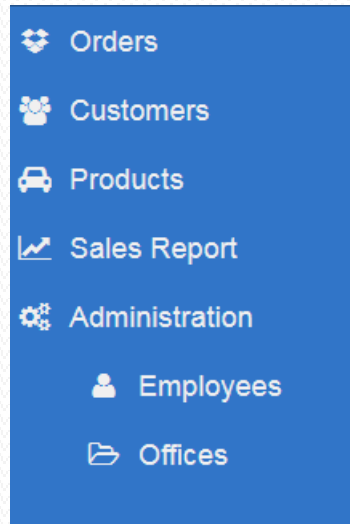 Orders
Customers
Products
Sales Report
Administration
Employees
Offices